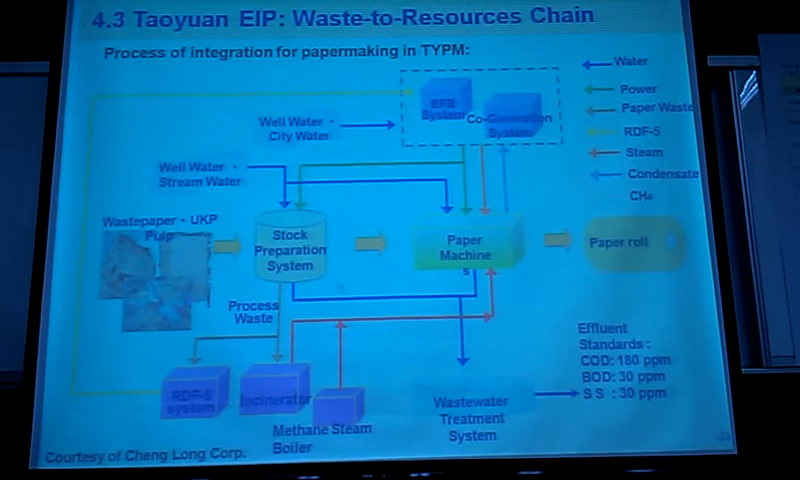 4.3 Taoyuan EIP: Waste-to-Resources Chain
Process of integration for papermaking in TYPM:
Water
Power
Paper Waste
RDF-5
Steam
Condensate
CH₄
BFB
System
Co-Generation
System
Well Water、
City Water
Well Water、
Stream Water
Wastepaper、UKP
Pulp
Stock
Preparation
System
Paper
Machine
s
Paper roll
Process
Waste
RDF-5
system
Incinerator
Methane Steam
Boiler
Wastewater
Treatment
System
Effluent
Standards :
COD: 180 ppm
BOD: 30 ppm
S S : 30 ppm
Courtesy of Cheng Long Corp.